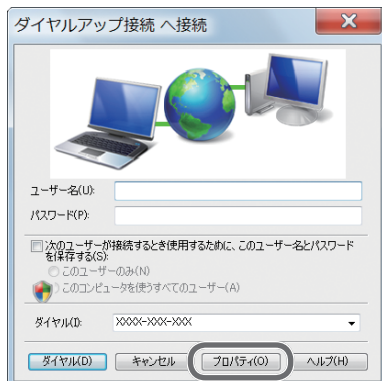 ダイヤルアップ接続 へ接続
ユーザー名(U):
パスワード(P):
次のユーザーが接続するとき使用するために、このユーザー名とパスワード
を保存する(S):
このユーザーのみ(N)
このコンピュータを使うすべてのユーザー(A)
ダイヤル(I): XXXX-XXX-XXX
ダイヤル(D) キャンセル プロパティ(O) ヘルプ(H)